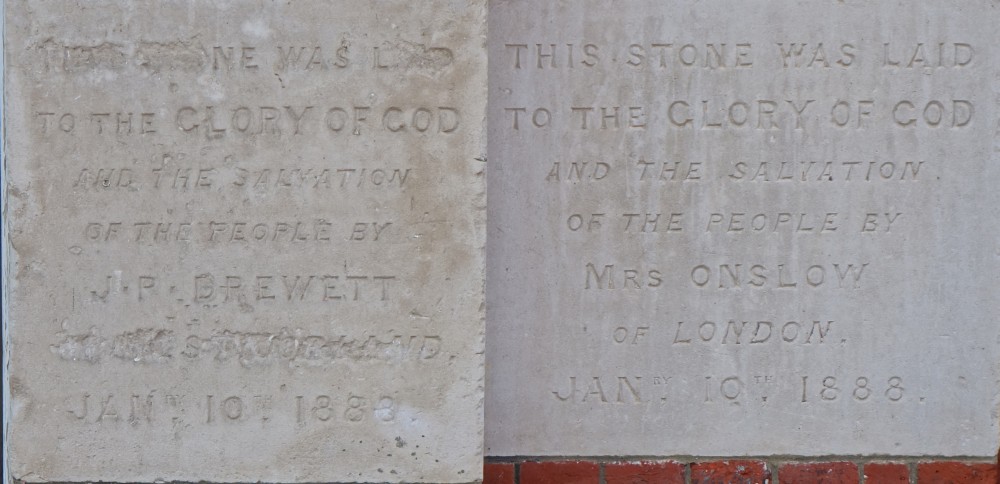 THIS STONE WAS LAID
TO THE GLORY OF GOD
AND THE SALVATION
OF THE PEOPLE BY
J. P. BREWETT
JANRY 10TH 1888.
THIS STONE WAS LAID
TO THE GLORY OF GOD
AND THE SALVATION.
OF THE PEOPLE BY
MRS ONSLOW
OF LONDON.
JANRY 10TH 1888.